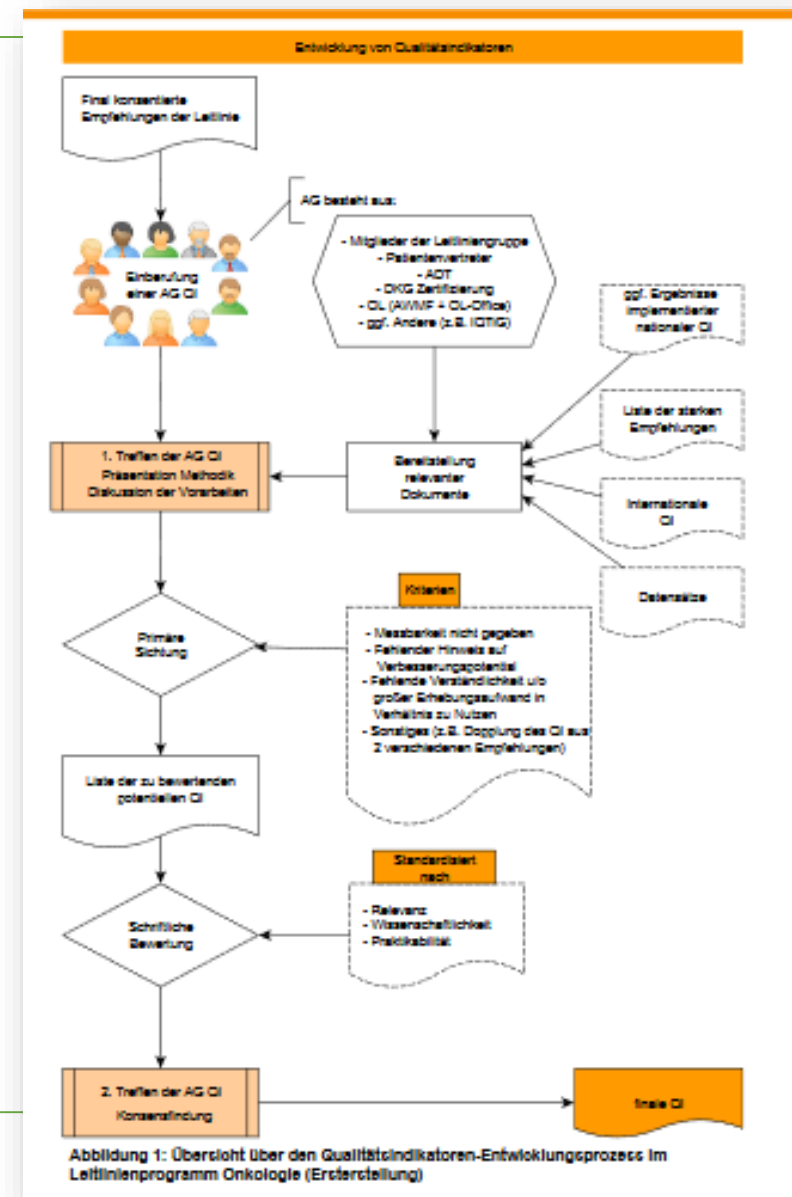 Entwicklung von Qualitätsindikatoren
Final konsentierte
Empfehlungen der Leitlinie
AG besteht aus:
Einberufung
einer AG QI
- Mitglieder der Leitliniengruppe
- Patientenvertreter
- ADT
- DKG Zertifizierung
- OL (AWMF + OL-Office)
- ggf. Andere (z.B. IQTIG)
ggf. Ergebnisse
implementierter
nationaler QI
Liste der starken
Empfehlungen
Internationale
QI
Datensätze
1. Treffen der AG QI
Präsentation Methodik
Diskussion der Vorarbeiten
Bereitstellung
relevanter
Dokumente
Primäre
Sichtung
Kriterien
- Messbarkeit nicht gegeben
- Fehlender Hinweis auf
Verbesserungspotential
- Fehlende Verständlichkeit u/o
großer Erhebungsaufwand in
Verhältnis zu Nutzen
- Sonstiges (z.B. Dopplung des QI aus
2 verschiedenen Empfehlungen)
Liste der zu bewertenden
potentiellen QI
Schriftliche
Bewertung
Standardisiert
nach
- Relevanz
- Wissenschaftlichkeit
- Praktikabilität
2. Treffen der AG QI
Konsensfindung
finale QI
Abbildung 1: Übersicht über den Qualitätsindikatoren-Entwicklungsprozess im
Leitlinienprogramm Onkologie (Ersterstellung)